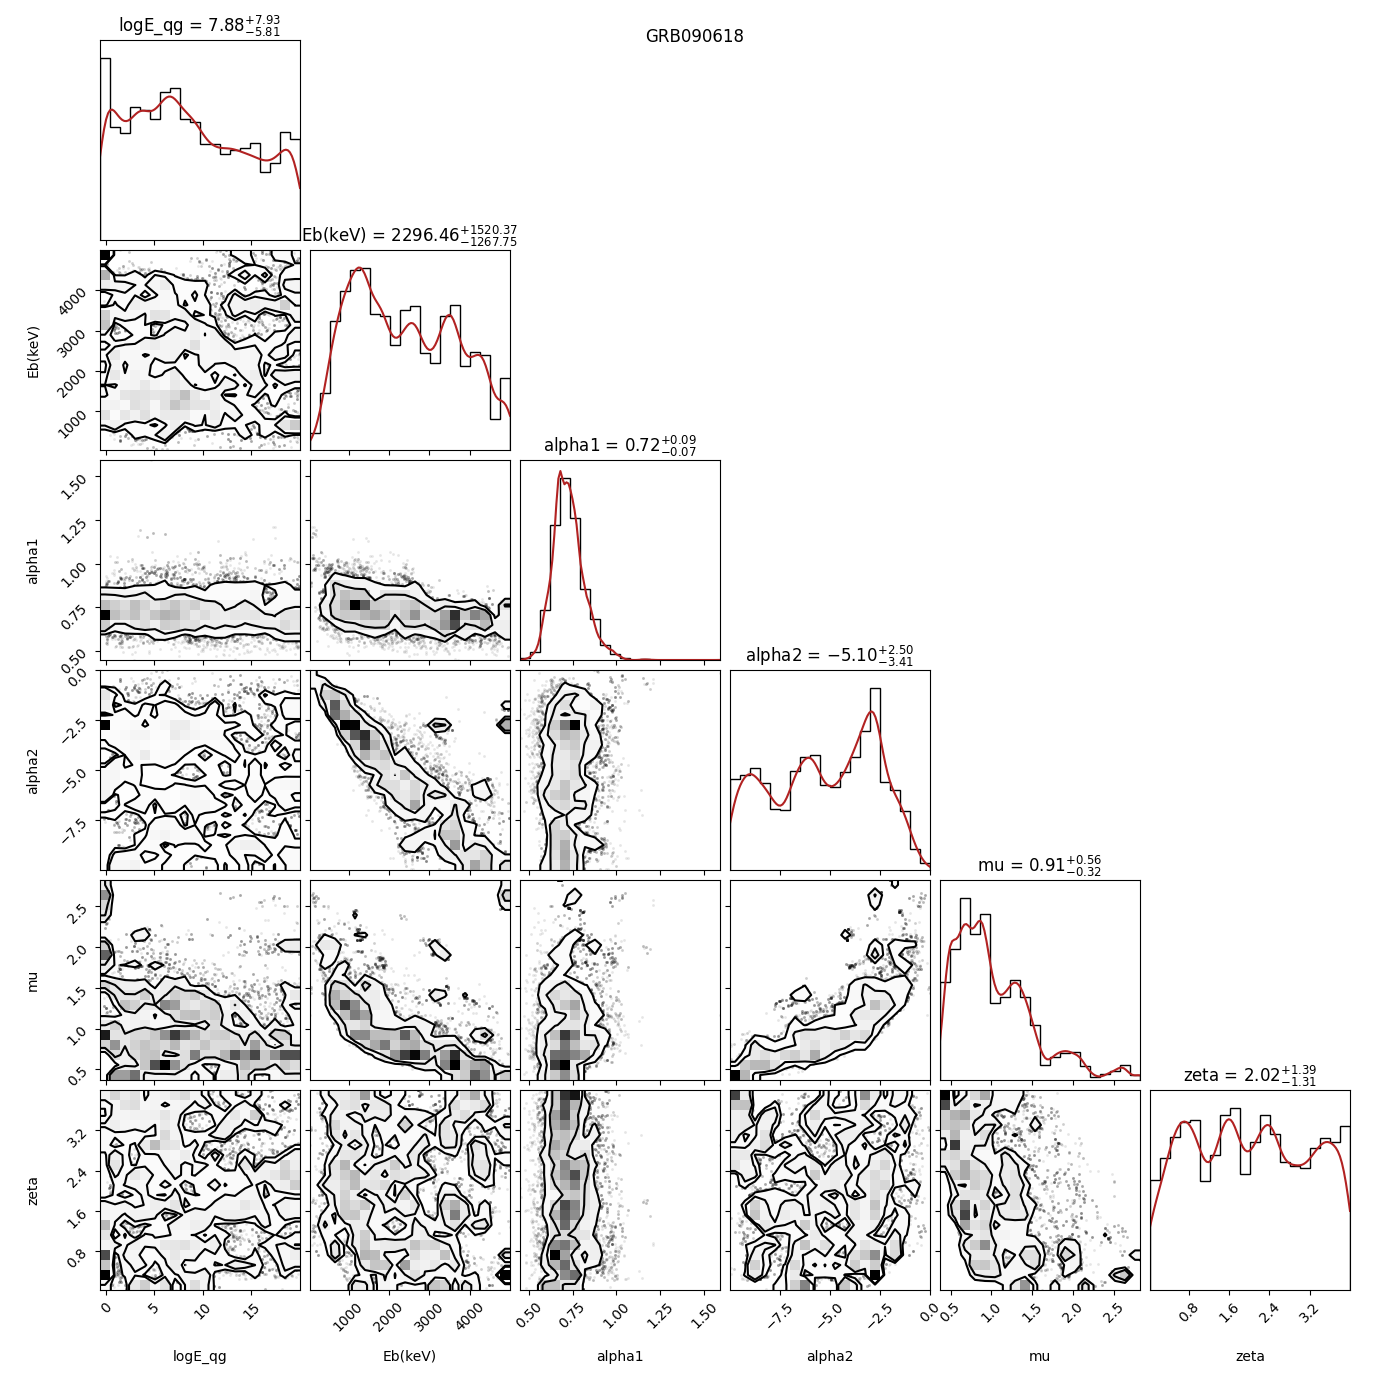 GRB090618
logE_qg = 7.88+7.93 −5.81
Eb(keV) = 2296.46+1520.37 −1267.75
Eb(keV)
4000
3000
2000
1000
alpha1 = 0.72+0.09 −0.07
alpha1
1.50
1.25
1.00
0.75
0.50
alpha2 = −5.10+2.50 −3.41
alpha2
0.0
−2.5
−5.0
−7.5
mu = 0.91+0.56 −0.32
mu
2.5
2.0
1.5
1.0
0.5
zeta = 2.02+1.39 −1.31
zeta
3.2
2.4
1.6
0.8
0 5 10 15
1000 2000 3000 4000
0.50 0.75 1.00 1.25 1.50
−7.5 −5.0 −2.5 0.0
0.5 1.0 1.5 2.0 2.5
0.8 1.6 2.4 3.2
logE_qg Eb(keV) alpha1 alpha2 mu zeta